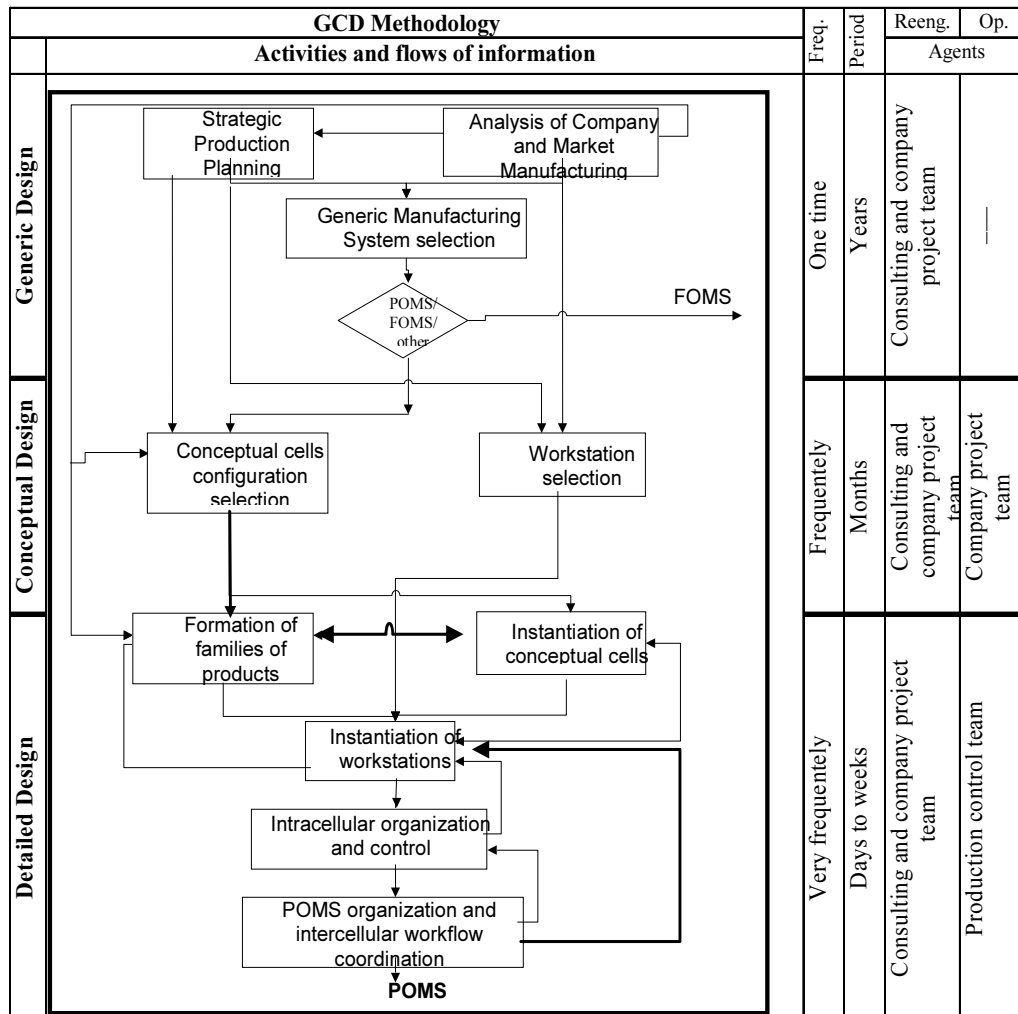 GCD Methodology
Activities and flows of information
Freq.
Period
Reeng.
Op.
Agents
Generic Design
Strategic
Production
Planning
Analysis of Company
and Market
Manufacturing
Generic Manufacturing
System selection
POMS/
FOMS/
other
FOMS
One time
Years
Consulting and company
project team
Conceptual Design
Conceptual cells
configuration
selection
Workstation
selection
Frequentely
Months
Consulting and
company project
team
Company project
team
Detailed Design
Formation of
families of
products
Instantiation of
conceptual cells
Instantiation of
workstations
Intracellular organization
and control
POMS organization and
intercellular workflow
coordination
POMS
Very frequently
Days to weeks
Consulting and company project
team
Production control team